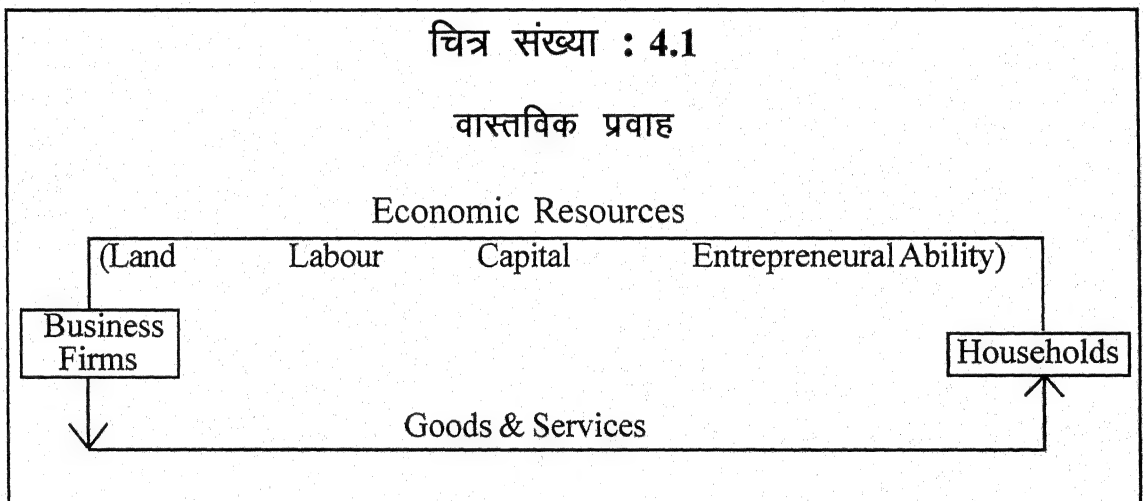 चित्र संख्या : 4.1
वास्तविक प्रवाह
Economic Resources
(Land Labour Capital Entrepreneural Ability)
Business
Firms
Households
Goods & Services